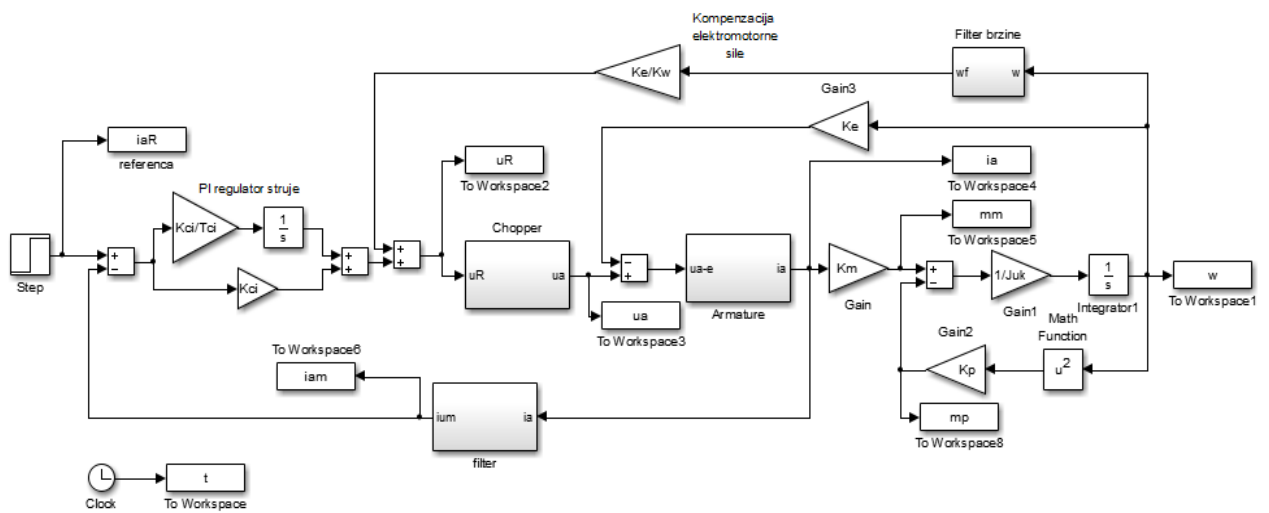 Kompenzacija
elektromotorne
sile
Filter brzine
Ke/Kw
wf
w
Gain3
Ke
iaR
referenca
uR
To Workspace2
ia
To Workspace4
PI regulator struje
Kci/Tci
1
s
Chopper
mm
To Workspace5
+
−
+
+
+
+
uR
ua
−
+
ua-e
ia
Km
+
−
1/Juk
1
s
w
Step
Kci
Armature
Gain
Gain1
Integrator1
To Workspace1
ua
To Workspace3
Math
Function
Gain2
To Workspace6
iam
Kp
u2
ium
ia
mp
To Workspace8
filter
t
Clock
To Workspace